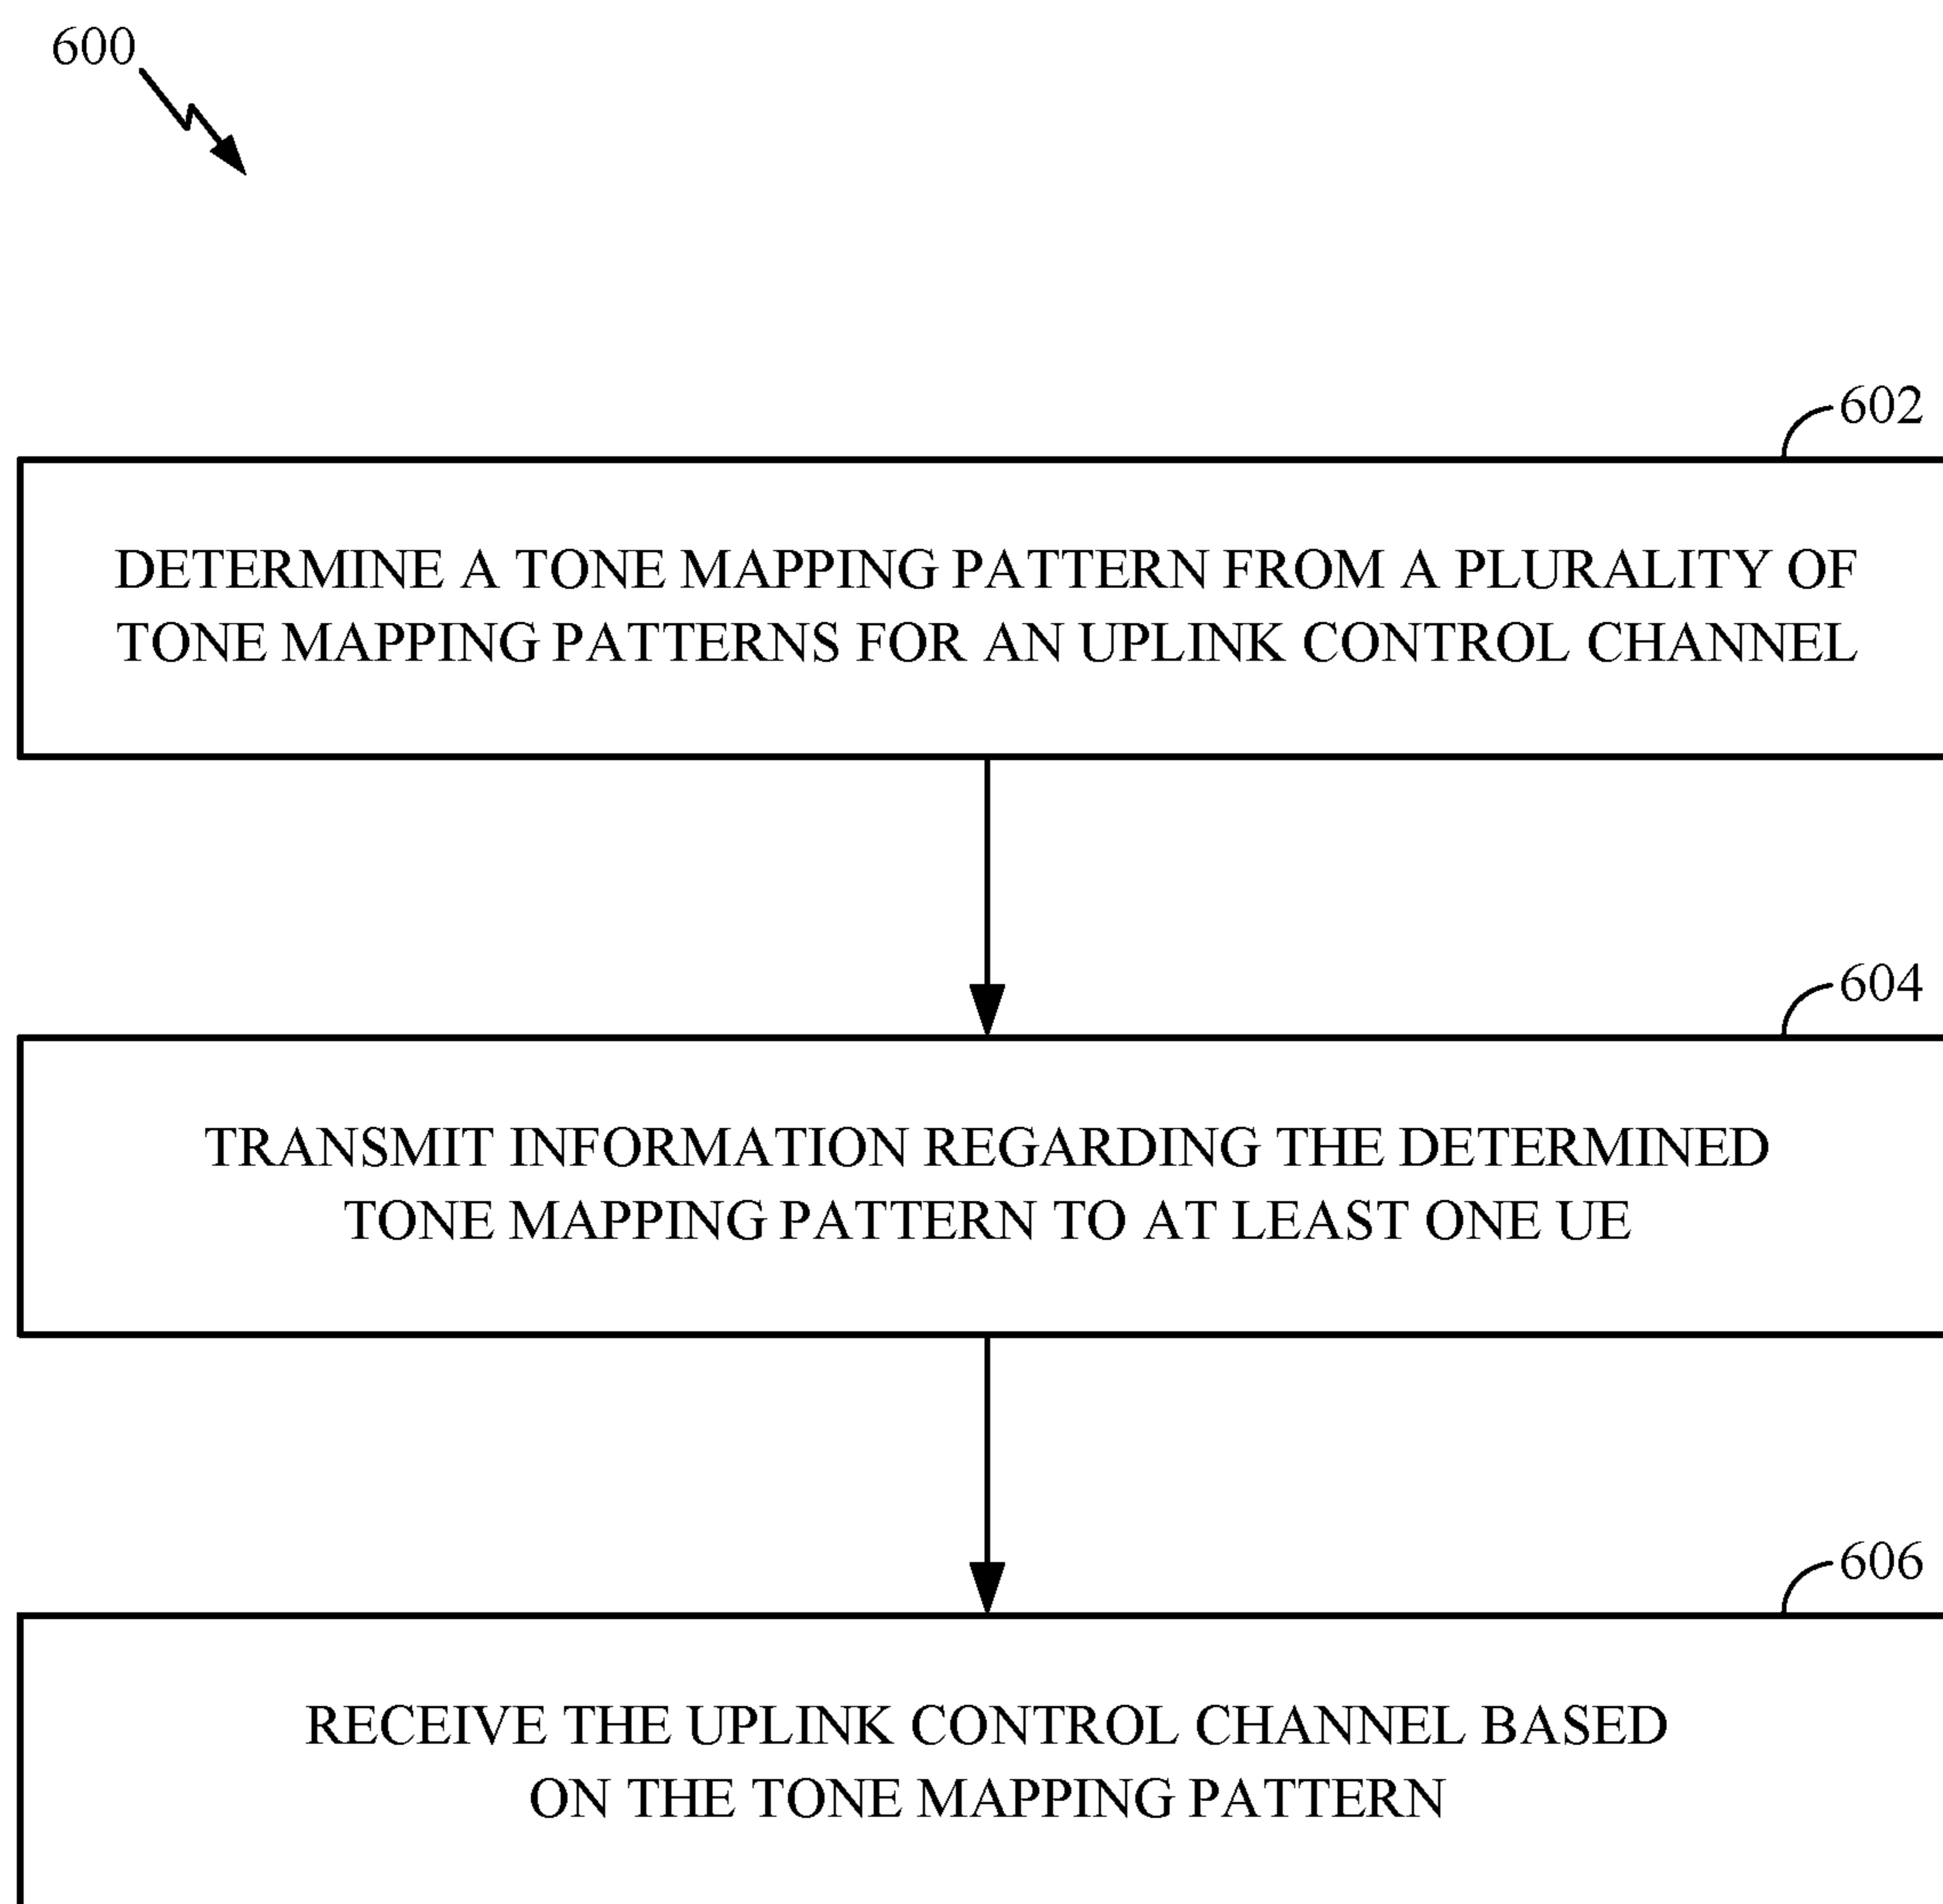 600
602
DETERMINE A TONE MAPPING PATTERN FROM A PLURALITY OF
TONE MAPPING PATTERNS FOR AN UPLINK CONTROL CHANNEL
604
TRANSMIT INFORMATION REGARDING THE DETERMINED
TONE MAPPING PATTERN TO AT LEAST ONE UE
606
RECEIVE THE UPLINK CONTROL CHANNEL BASED
ON THE TONE MAPPING PATTERN